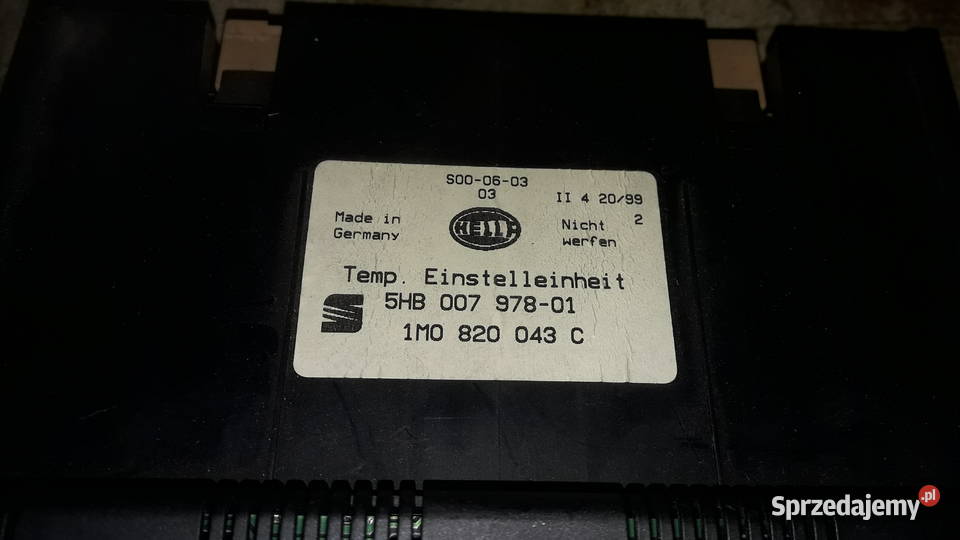 S00-06-03
03
II 4 20/99
2
Made in
Germany
HELLA
Nicht
werfen
Temp. Einstelleinheit
5HB 007 978-01
1M0 820 043 C
Sprzedajemy.pl